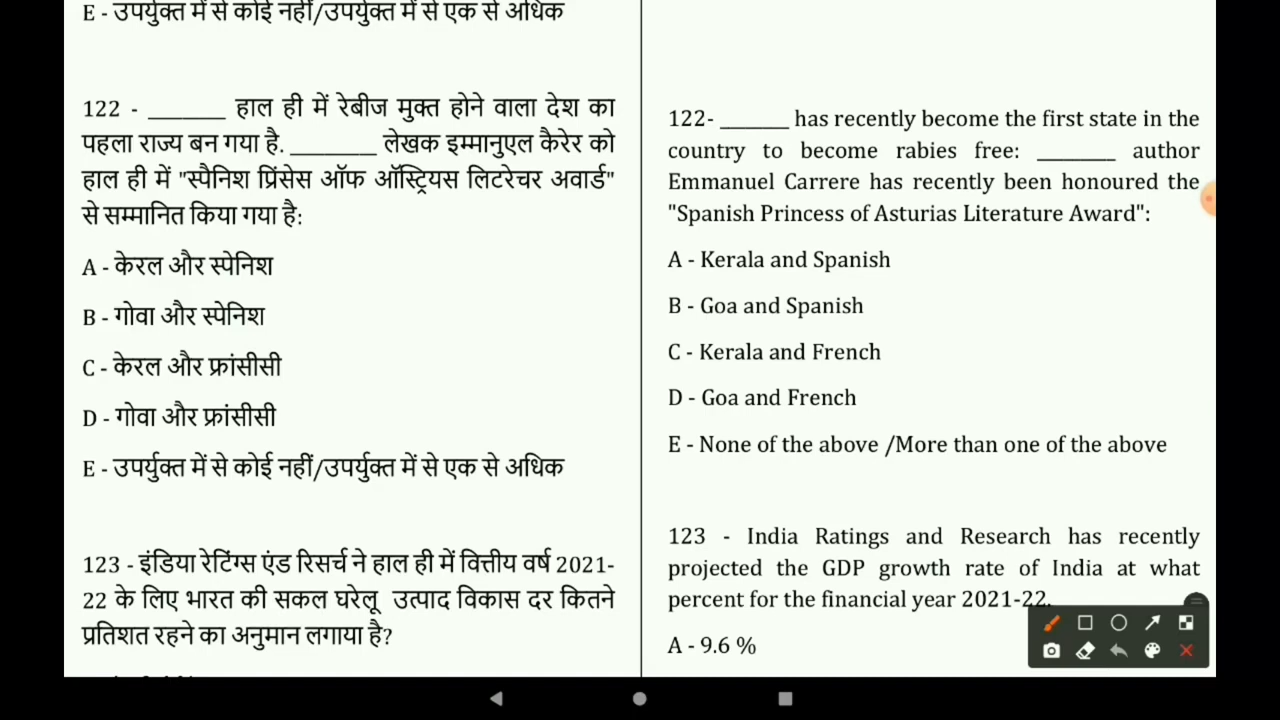 E - उपर्युक्त में से कोई नहीं/उपर्युक्त में से एक से अधिक
122 - _______ हाल ही में रेबीज मुक्त होने वाला देश का
पहला राज्य बन गया है. ________ लेखक इम्मानुएल कैरेर को
हाल ही में "स्पैनिश प्रिंसेस ऑफ ऑस्ट्रियस लिटरेचर अवार्ड"
से सम्मानित किया गया है:
A - केरल और स्पेनिश
B - गोवा और स्पेनिश
C - केरल और फ्रांसीसी
D - गोवा और फ्रांसीसी
E - उपर्युक्त में से कोई नहीं/उपर्युक्त में से एक से अधिक
123 - इंडिया रेटिंग्स एंड रिसर्च ने हाल ही में वित्तीय वर्ष 2021-
22 के लिए भारत की सकल घरेलू उत्पाद विकास दर कितने
प्रतिशत रहने का अनुमान लगाया है?
122- _______ has recently become the first state in the
country to become rabies free: ________ author
Emmanuel Carrere has recently been honoured the
"Spanish Princess of Asturias Literature Award":
A - Kerala and Spanish
B - Goa and Spanish
C - Kerala and French
D - Goa and French
E - None of the above /More than one of the above
123 - India Ratings and Research has recently
projected the GDP growth rate of India at what
percent for the financial year 2021-22.
A - 9.6 %